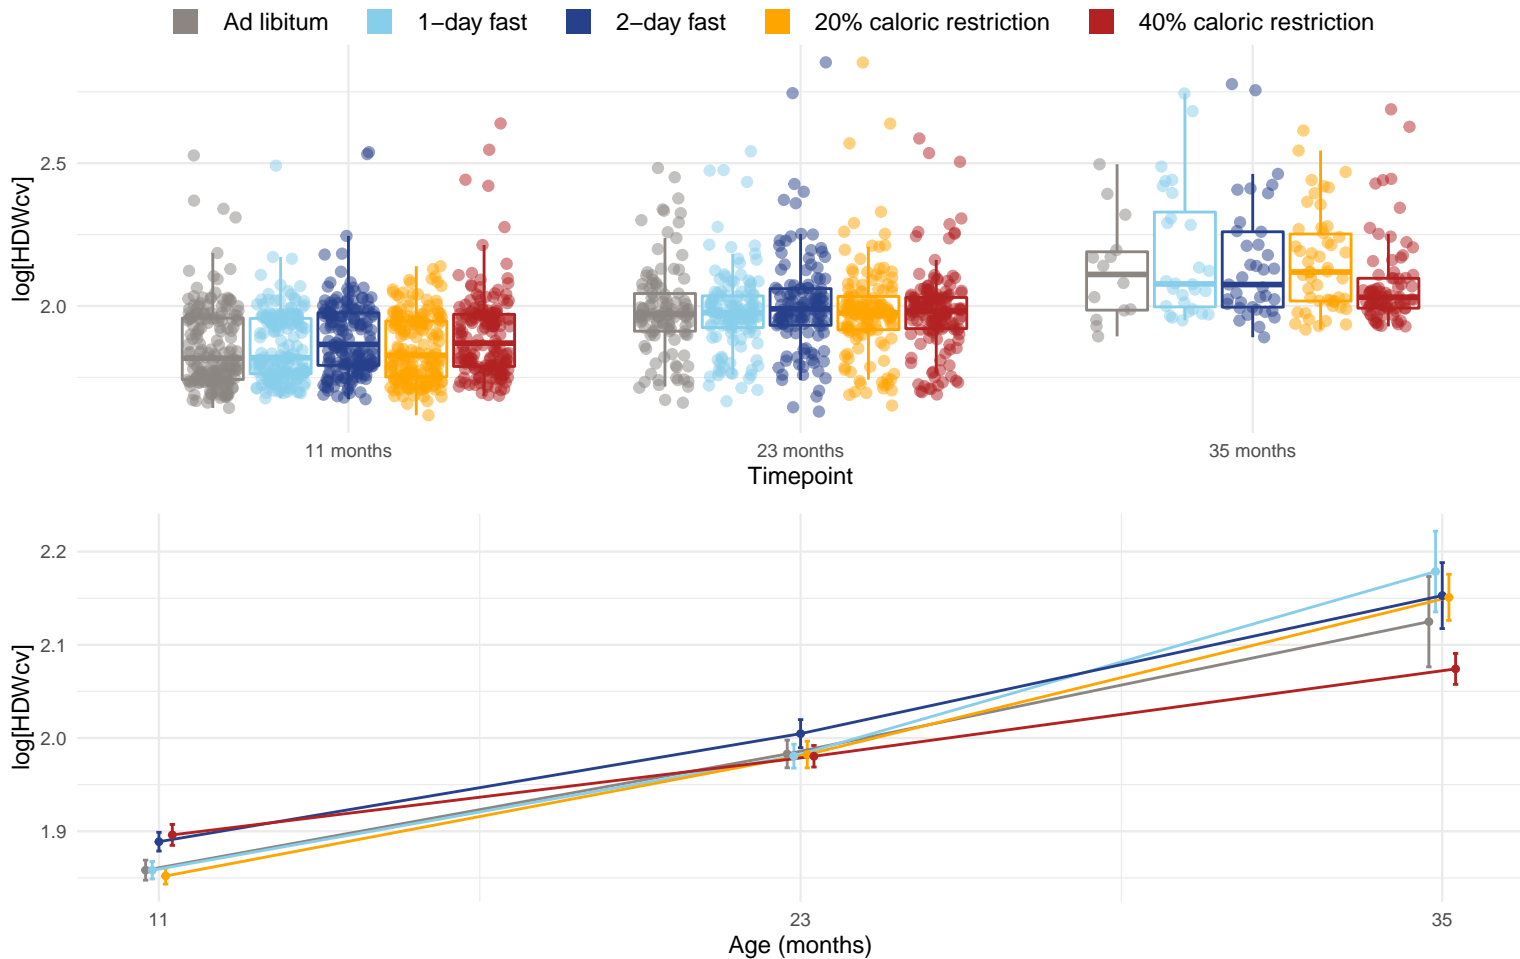 Ad libitum 1−day fast 2−day fast 20% caloric restriction 40% caloric restriction
log[HDWcv]
2.5
2.0
11 months 23 months 35 months
Timepoint
log[HDWcv]
2.2
2.1
2.0
1.9
11 23 35
Age (months)